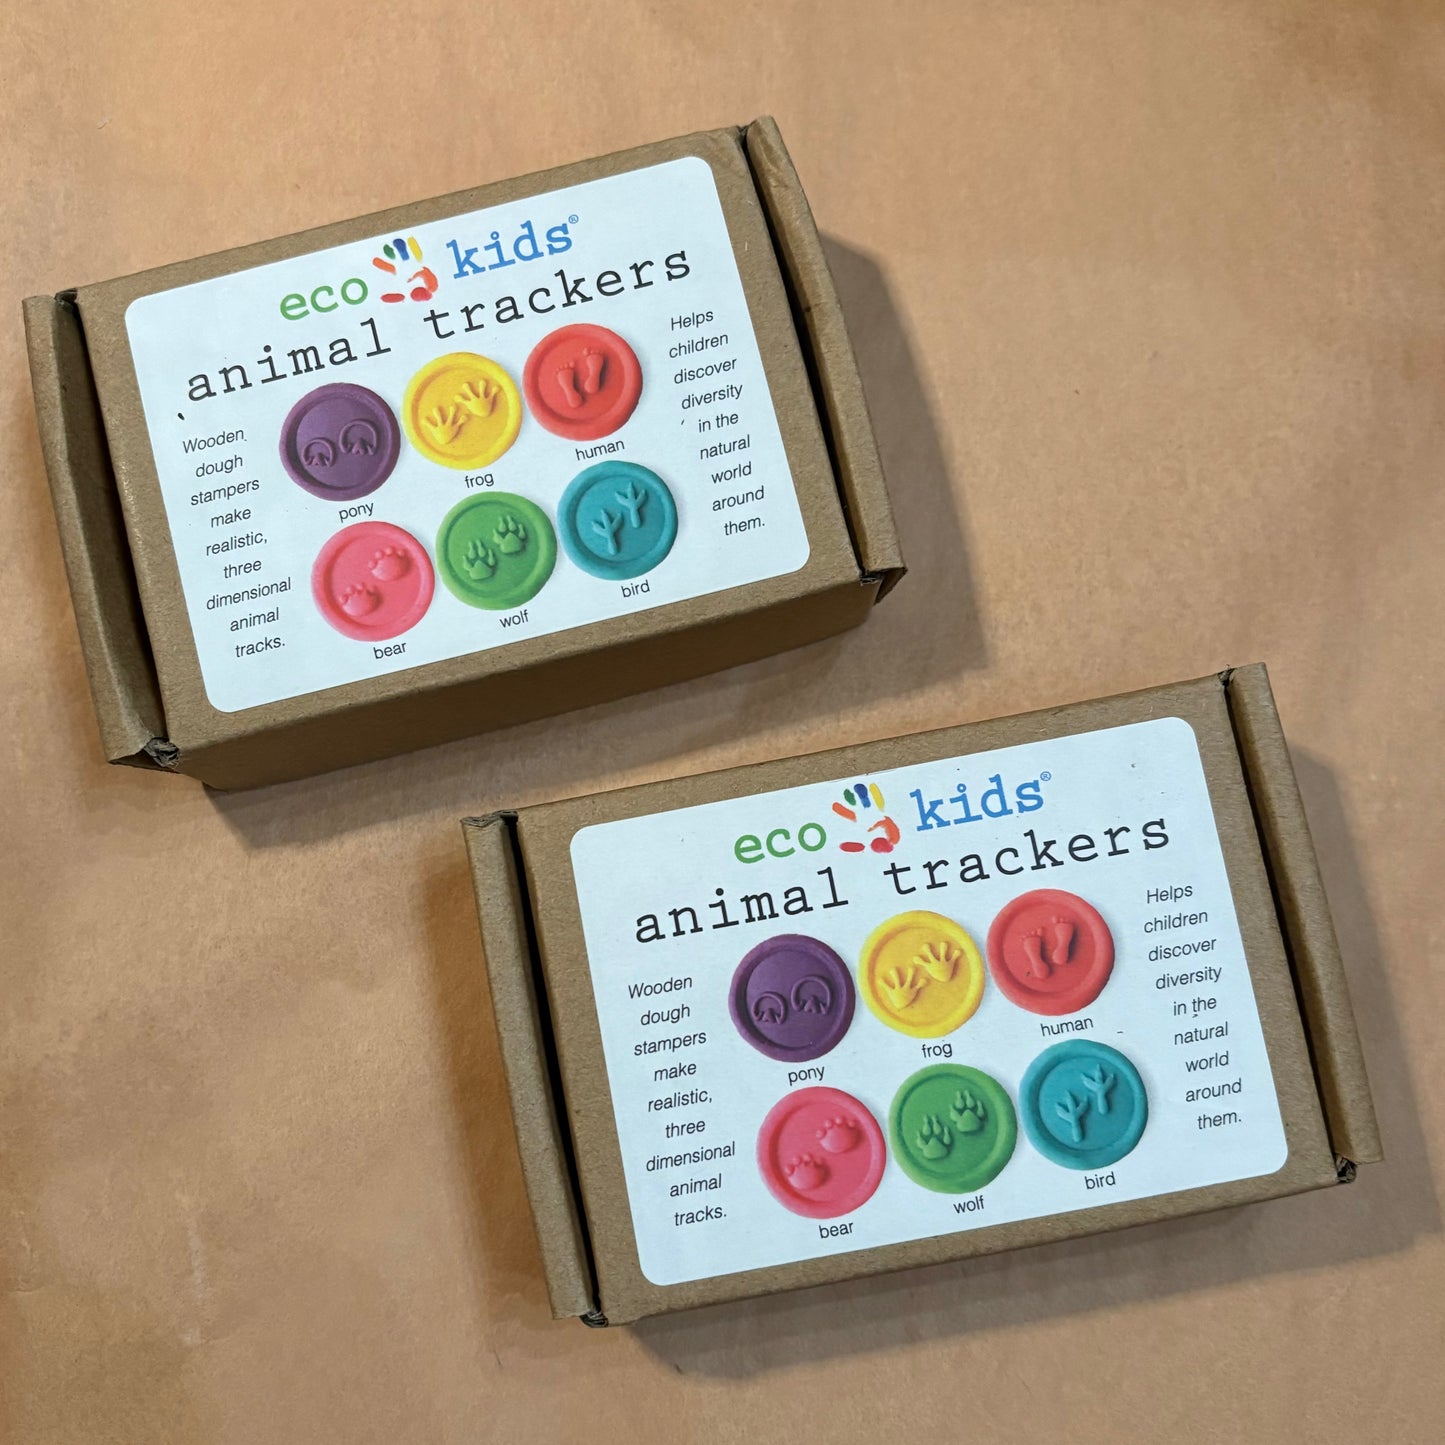 eco kids®
animal trackers
Wooden
dough
stampers
make
realistic,
three
dimensional
animal
tracks.
pony
frog
human
bear
wolf
bird
Helps
children
discover
diversity
in the
natural
world
around
them.
eco kids®
animal trackers
Wooden
dough
stampers
make
realistic,
three
dimensional
animal
tracks.
pony
frog
human
bear
wolf
bird
Helps
children
discover
diversity
in the
natural
world
around
them.